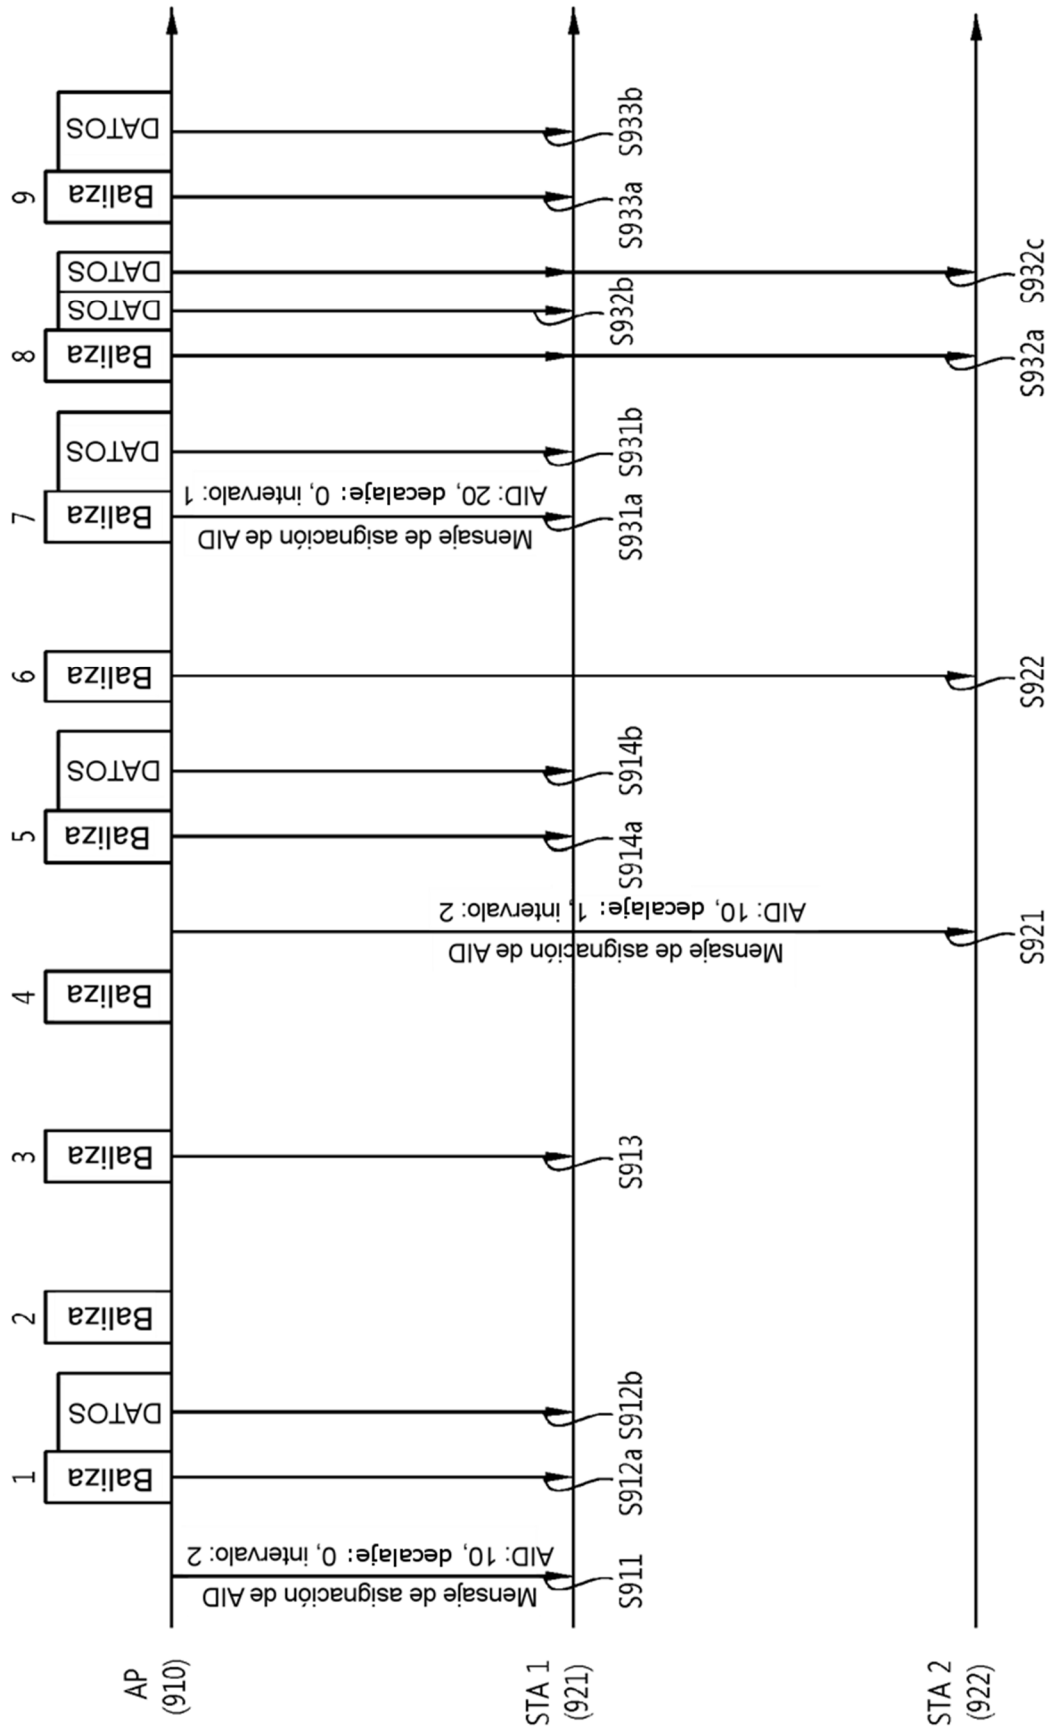 1
2
3
4
5
6
7
8
9
Baliza
DATOS
Baliza
Baliza
Baliza
Baliza
DATOS
Baliza
Baliza
DATOS
Baliza
DATOS
DATOS
Baliza
DATOS
AP
(910)
Mensaje de asignación de AID
AID: 10, decalaje: 0, intervalo: 2
Mensaje de asignación de AID
AID: 10, decalaje: 1, intervalo: 2
Mensaje de asignación de AID
AID: 20, decalaje: 0, intervalo: 1
STA 1
(921)
S911
S912a
S912b
S913
S914a
S914b
S931a
S931b
S932b
S933a
S933b
STA 2
(922)
S921
S922
S932a
S932c